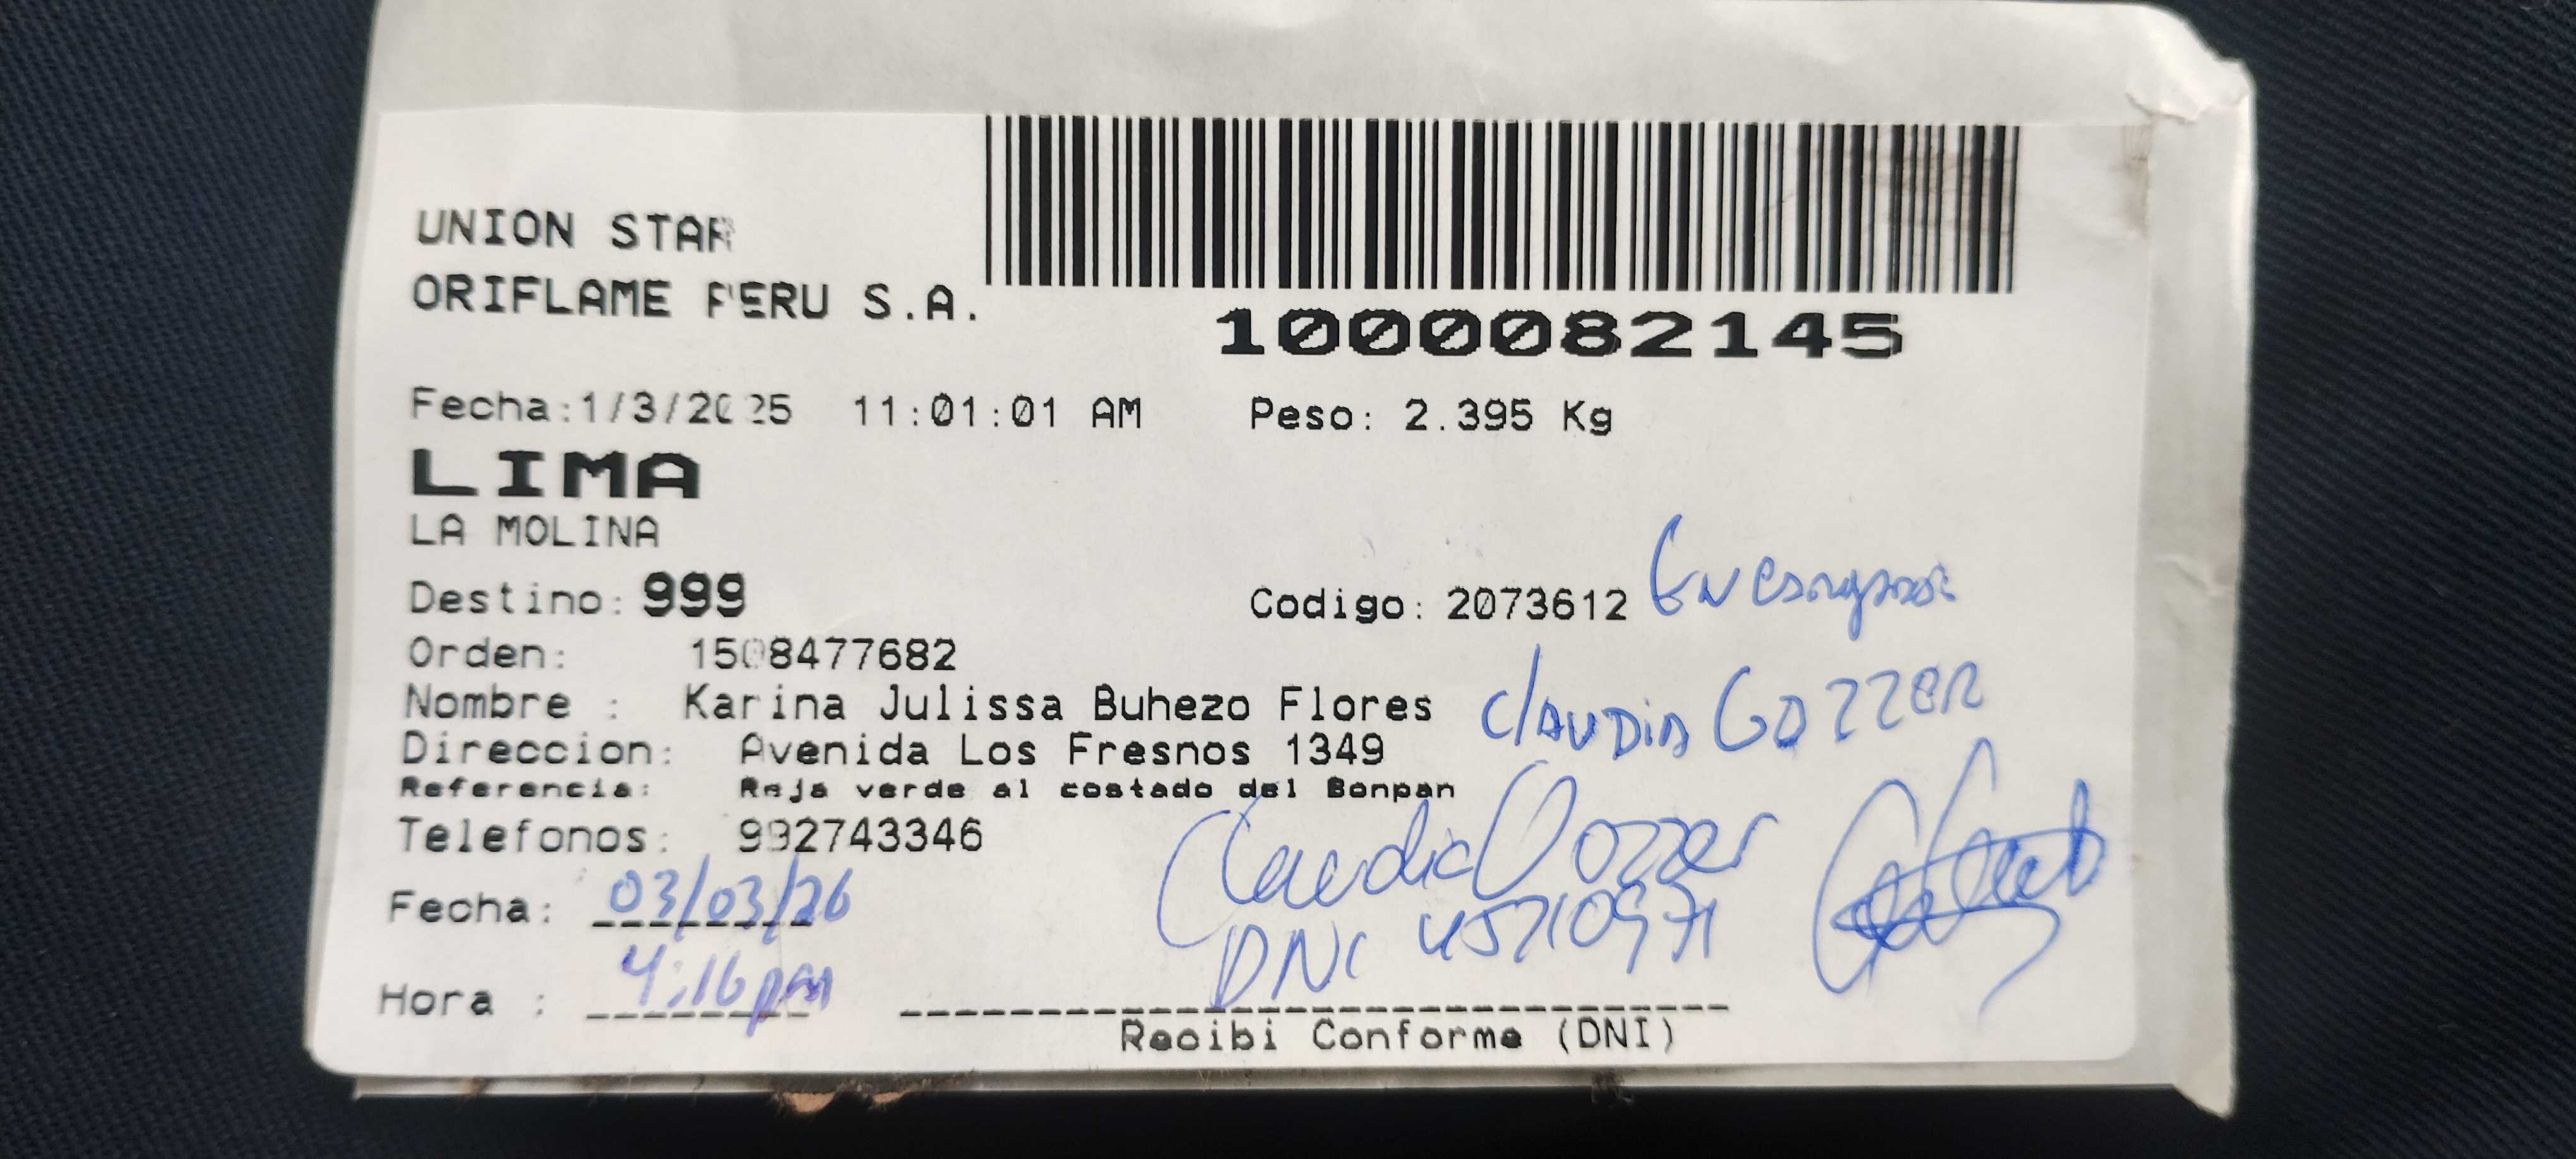 UNION STAR
ORIFLAME PERU S.A.
1000082145
Fecha:1/3/2025 11:01:01 AM Peso: 2.395 Kg
LIMA
LA MOLINA
Destino: 999 Codigo: 2073612
Orden: 1508477682
Nombre : Karina Julissa Buhezo Flores Claudia GOZZER
Direccion: Avenida Los Fresnos 1349
Referencia: Reja verde al costado del Bonpan
Telefonos: 992743346
Claudia Gozzer
Fecha: 03/03/26
DNI 45710971
Hora : 4:16pm
Recibi Conforme (DNI)